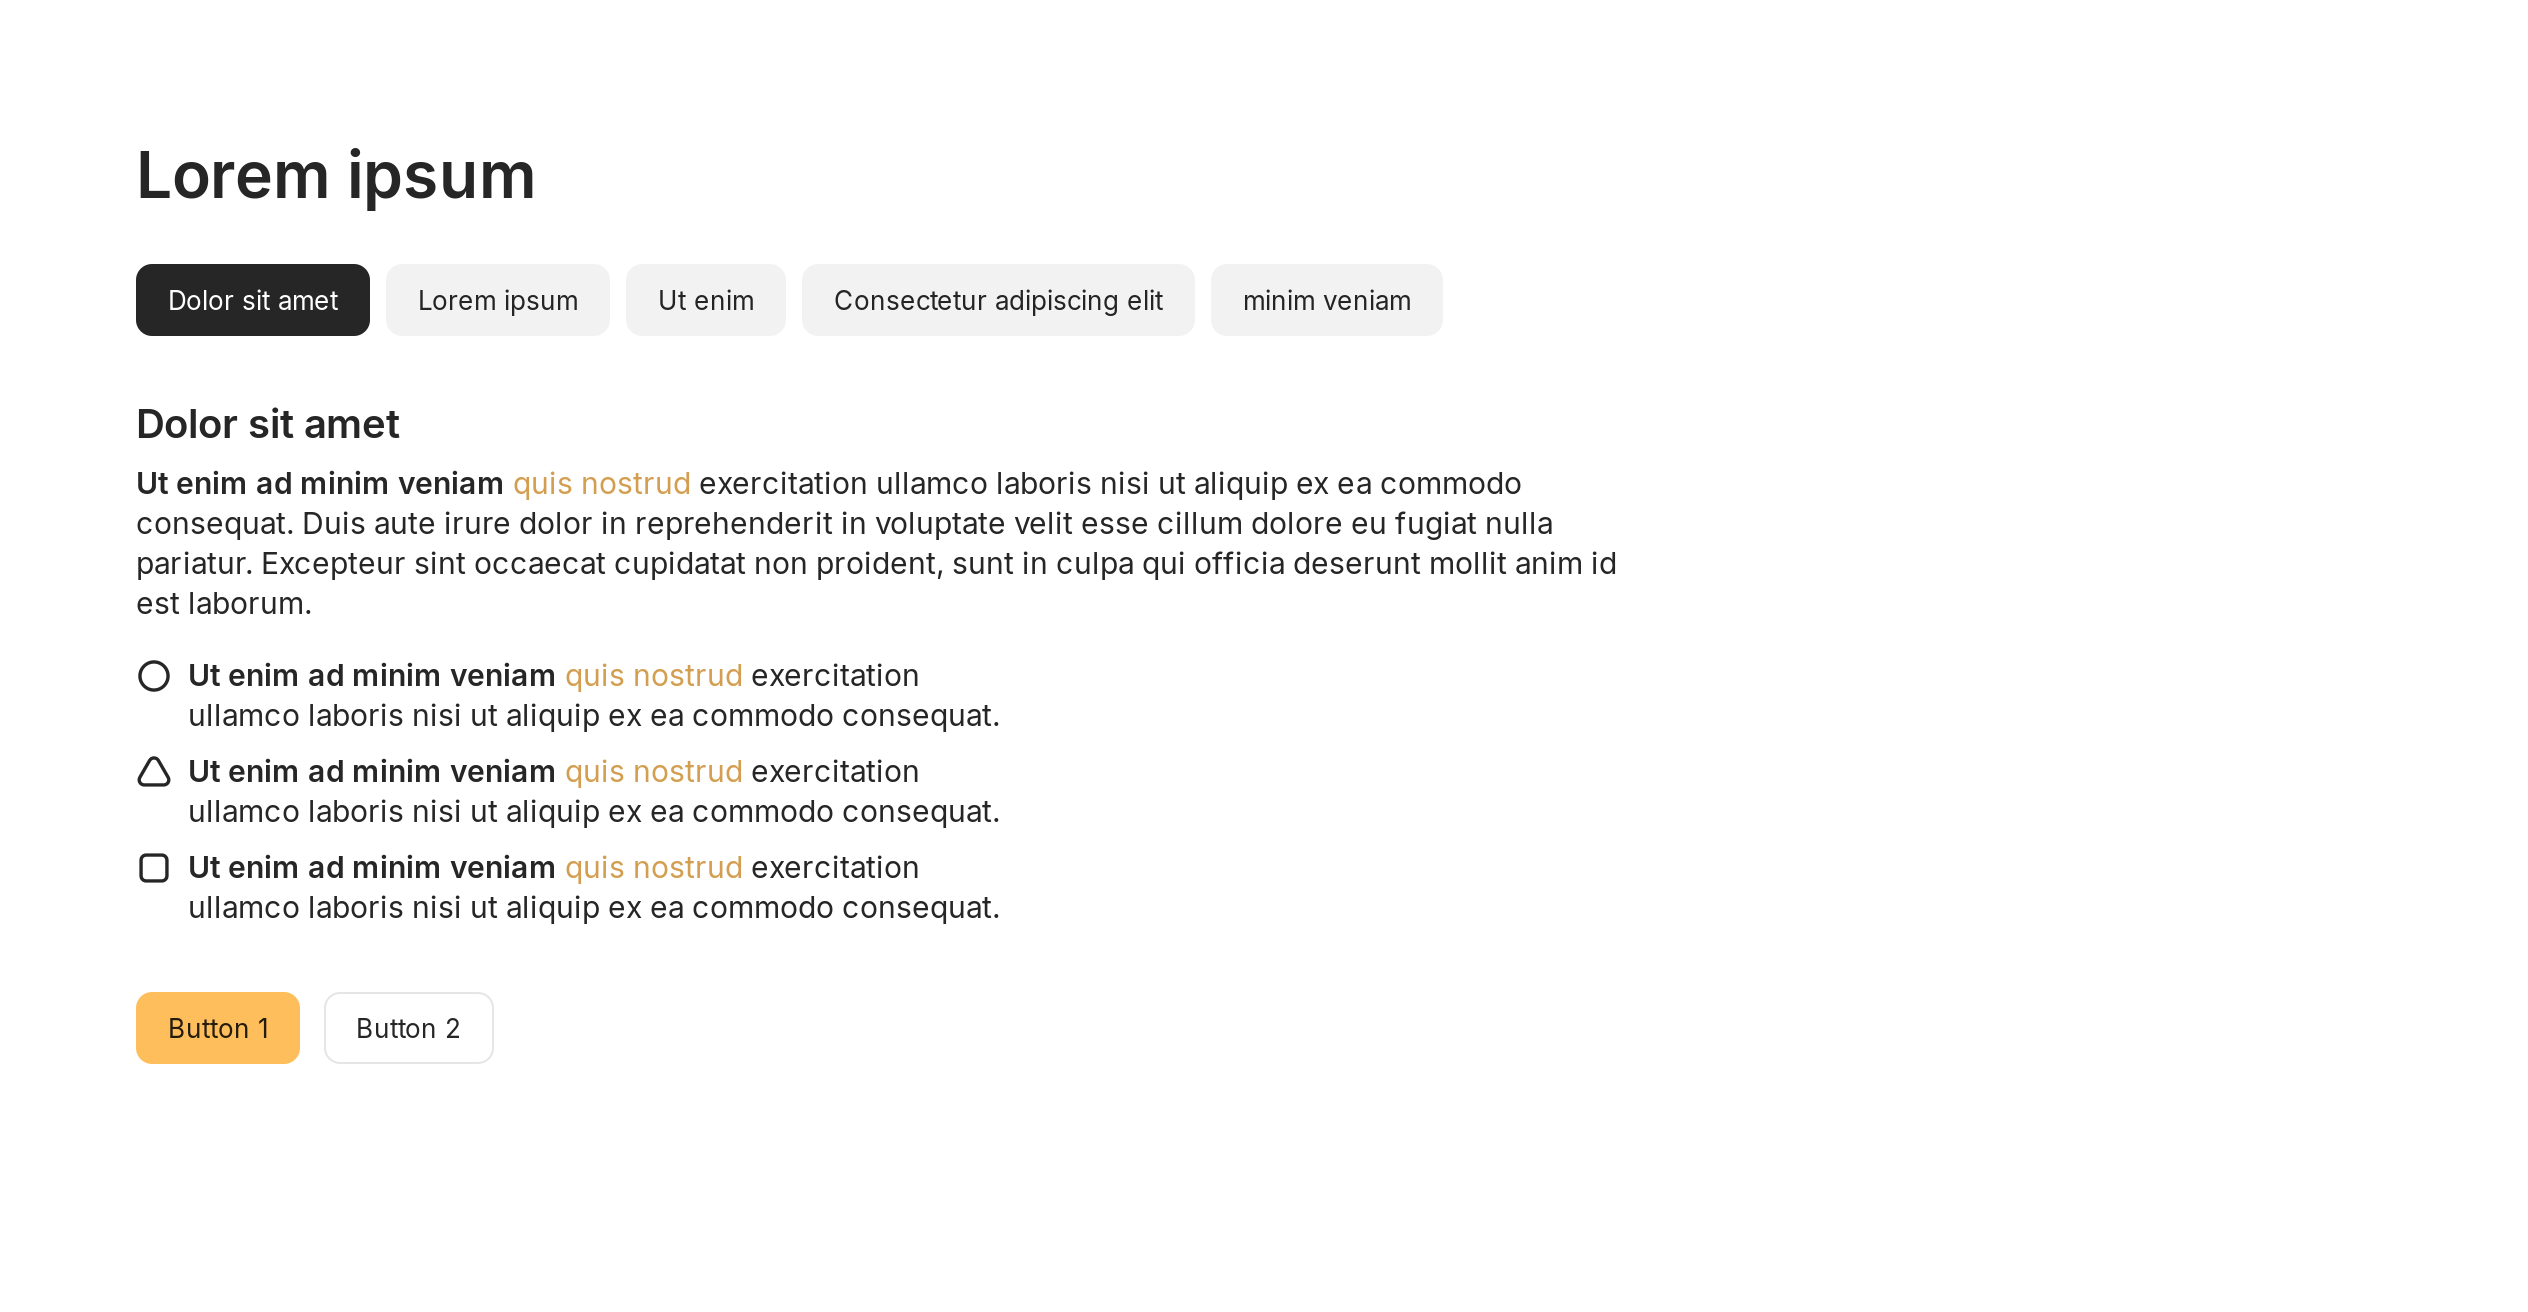 Lorem ipsum
Dolor sit amet Lorem ipsum Ut enim Consectetur adipiscing elit minim veniam
Dolor sit amet
Ut enim ad minim veniam quis nostrud exercitation ullamco laboris nisi ut aliquip ex ea commodo
consequat. Duis aute irure dolor in reprehenderit in voluptate velit esse cillum dolore eu fugiat nulla
pariatur. Excepteur sint occaecat cupidatat non proident, sunt in culpa qui officia deserunt mollit anim id
est laborum.
Ut enim ad minim veniam quis nostrud exercitation
ullamco laboris nisi ut aliquip ex ea commodo consequat.
Ut enim ad minim veniam quis nostrud exercitation
ullamco laboris nisi ut aliquip ex ea commodo consequat.
Ut enim ad minim veniam quis nostrud exercitation
ullamco laboris nisi ut aliquip ex ea commodo consequat.
Button 1 Button 2